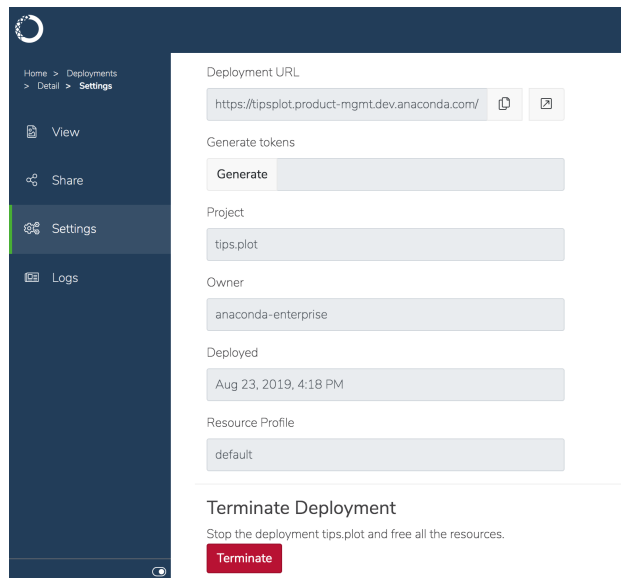 Home > Deployments
> Detail > Settings
View
Share
Settings
Logs
Deployment URL
https://tipsplot.product-mgmt.dev.anaconda.com/
Generate tokens
Generate
Project
tips.plot
Owner
anaconda-enterprise
Deployed
Aug 23, 2019, 4:18 PM
Resource Profile
default
Terminate Deployment
Stop the deployment tips.plot and free all the resources.
Terminate